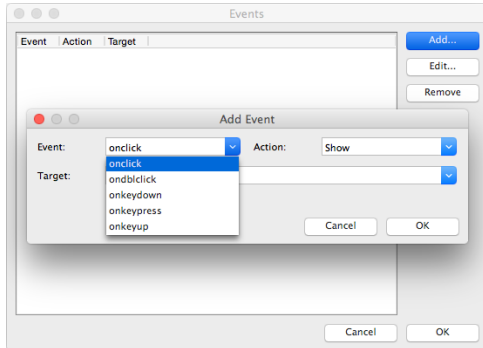 Events
Event Action Target
Add...
Edit...
Remove
Add Event
Event: onclick Action: Show
onclick
Target: ondblclick
onkeydown
onkeypress
onkeyup
Cancel OK
Cancel OK